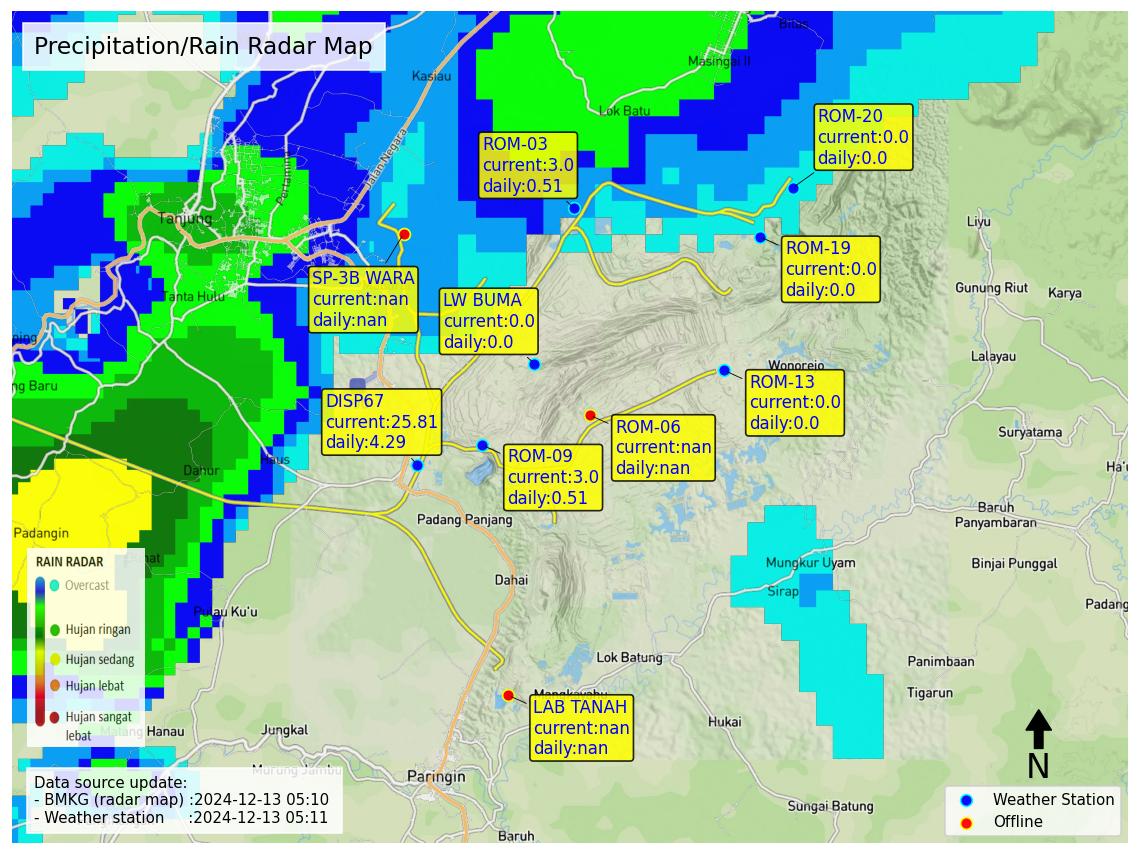 Precipitation/Rain Radar Map
Bilas
Masingai II
Kasiau
Lok Batu
Jalan Negara
Pertamina
ROM-20
current:0.0
daily:0.0
ROM-03
current:3.0
daily:0.51
Tanjung
Liyu
ROM-19
current:0.0
daily:0.0
SP-3B WARA
current:nan
daily:nan
LW BUMA
current:0.0
daily:0.0
Tanta Hulu
Gunung Riut
Karya
Lalayau
Wonorejo
ROM-13
current:0.0
daily:0.0
ng Baru
DISP67
current:25.81
daily:4.29
ROM-06
current:nan
daily:nan
Suryatama
ROM-09
current:3.0
daily:0.51
Haus
Dahur
Ha'u
Padang Panjang
Baruh
Panyambaran
Padangin
Mungkur Uyam
Binjai Punggal
Sirap
Dahai
Padang
Pulau Ku'u
RAIN RADAR
Overcast
Hujan ringan
Hujan sedang
Hujan lebat
Hujan sangat
lebat
Lok Batung
Panimbaan
Tigarun
Mangkayahu
LAB TANAH
current:nan
daily:nan
Hukai
Matang Hanau
Jungkal
Murung Jambu
Paringin
Sungai Batung
Baruh
Data source update:
- BMKG (radar map) :2024-12-13 05:10
- Weather station :2024-12-13 05:11
N
Weather Station
Offline